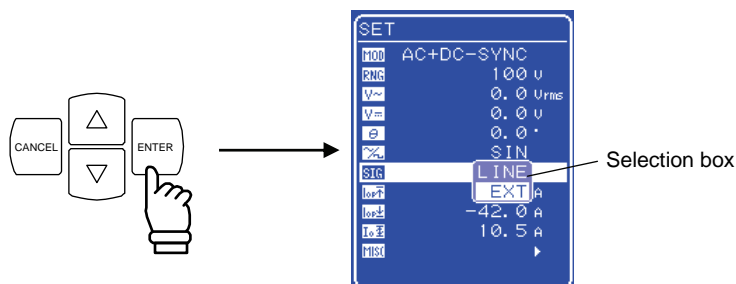 CANCEL
ENTER
SET
MOD AC+DC-SYNC
RNG 100 V
V~ 0.0 Vrms
V= 0.0 V
θ 0.0 °
SIN
SIG LINE
EXT A
-42.0 A
10.5 A
MISC
Selection box